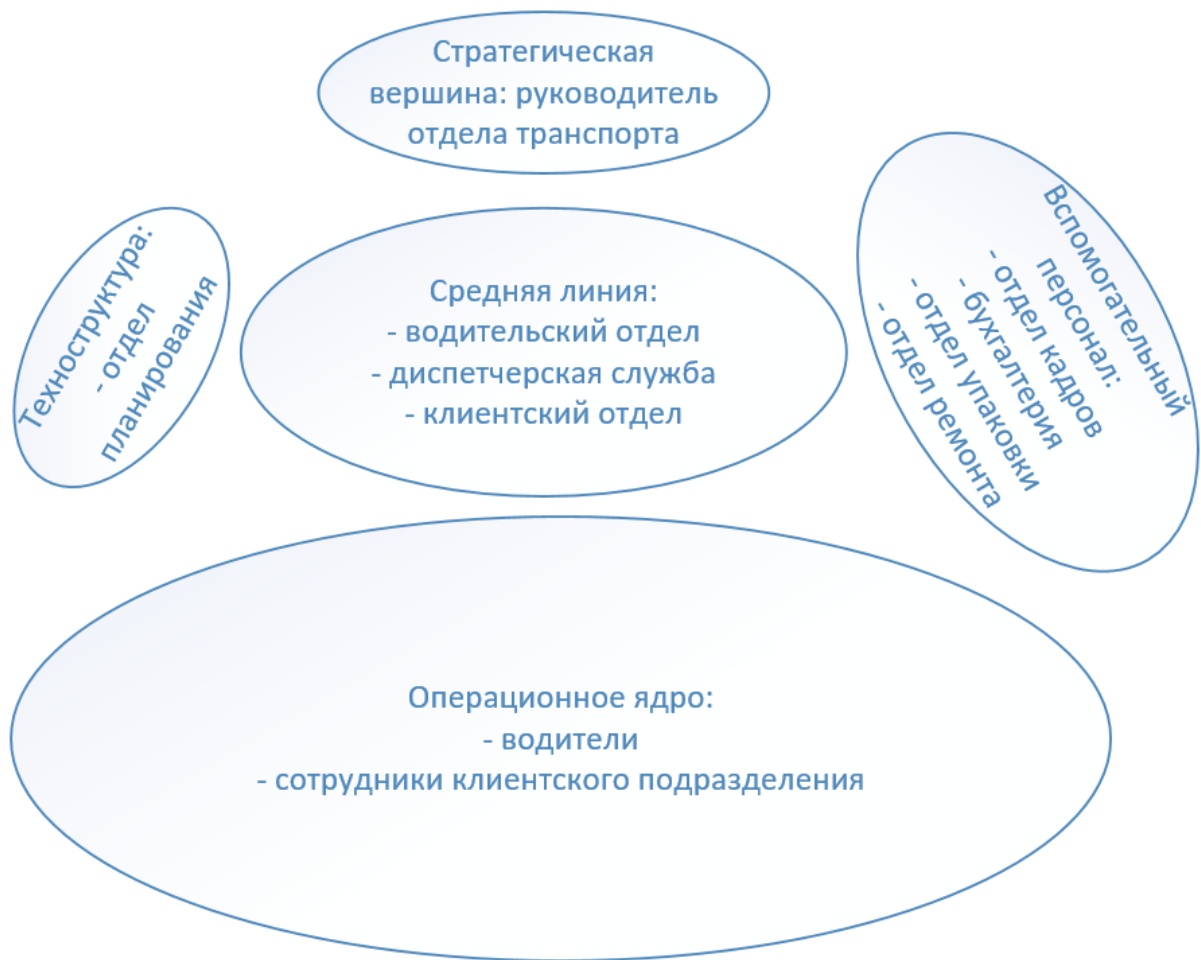 Стратегическая
вершина: руководитель
отдела транспорта
Техноструктура:
- отдел
планирования
Средняя линия:
- водительский отдел
- диспетчерская служба
- клиентский отдел
Вспомогательный
персонал:
- отдел кадров
- бухгалтерия
- отдел упаковки
- отдел ремонта
Операционное ядро:
- водители
- сотрудники клиентского подразделения